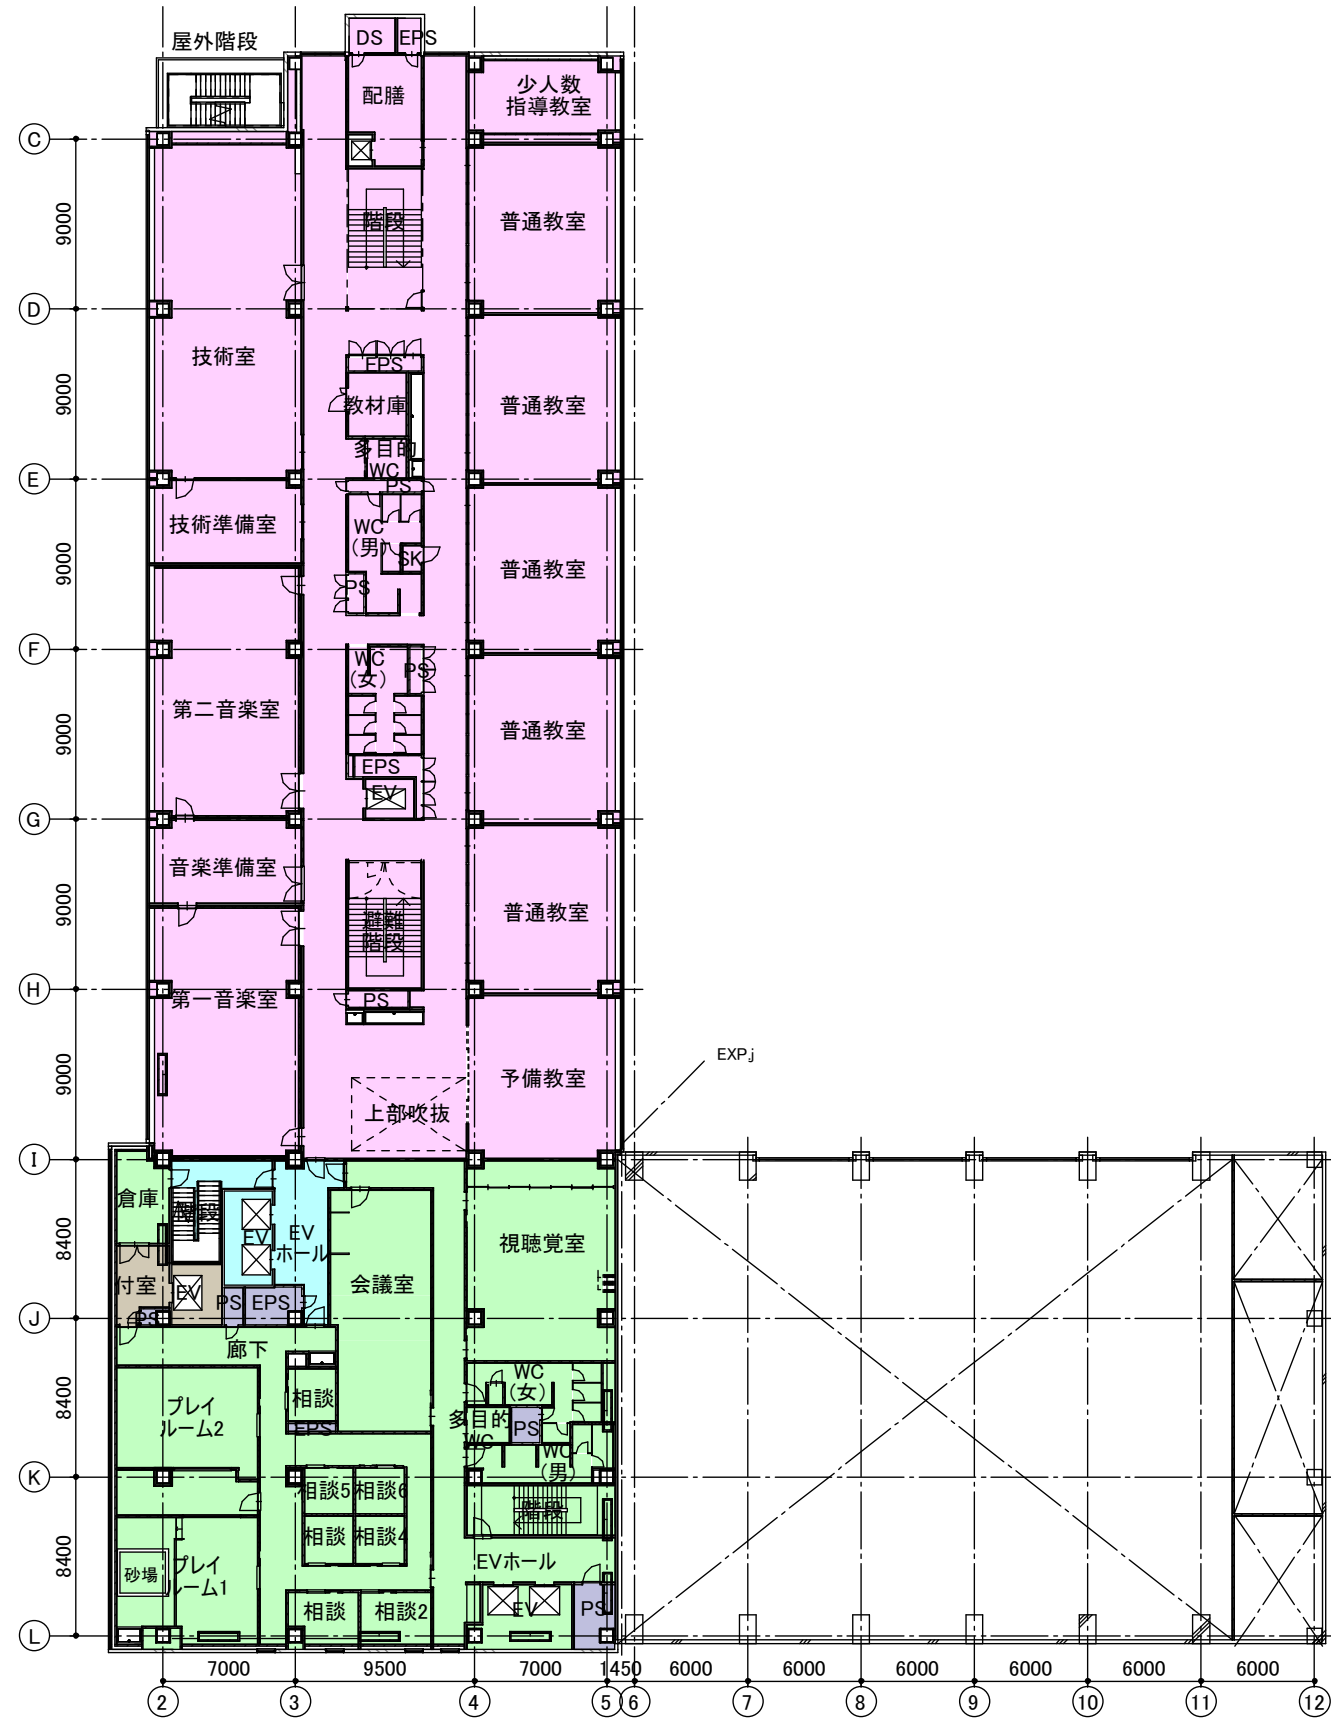 屋外階段
DS
EPS
配膳
少人数
指導教室
C
9000
階段
普通教室
D
技術室
9000
EPS
教材庫
普通教室
多目的
WC
E
PS
技術準備室
WC
(男)
SK
9000
PS
普通教室
F
WC
(女)
PS
第二音楽室
9000
普通教室
EPS
EV
G
音楽準備室
9000
避難
階段
普通教室
H
第一音楽室
PS
9000
予備教室
EXP.j
上部吹抜
I
倉庫
階段
EV
EV
ホール
視聴覚室
8400
付室
EV
会議室
PS
PS
EPS
J
廊下
プレイ
ルーム2
相談
EPS
WC
(女)
8400
多目的
WC
PS
WC
(男)
K
相談5
相談6
階段
相談
相談4
8400
EVホール
砂場
プレイ
ルーム1
相談
相談2
EV
PS
L
7000
9500
7000
1450
6000
6000
6000
6000
6000
6000
2
3
4
5
6
7
8
9
10
11
12